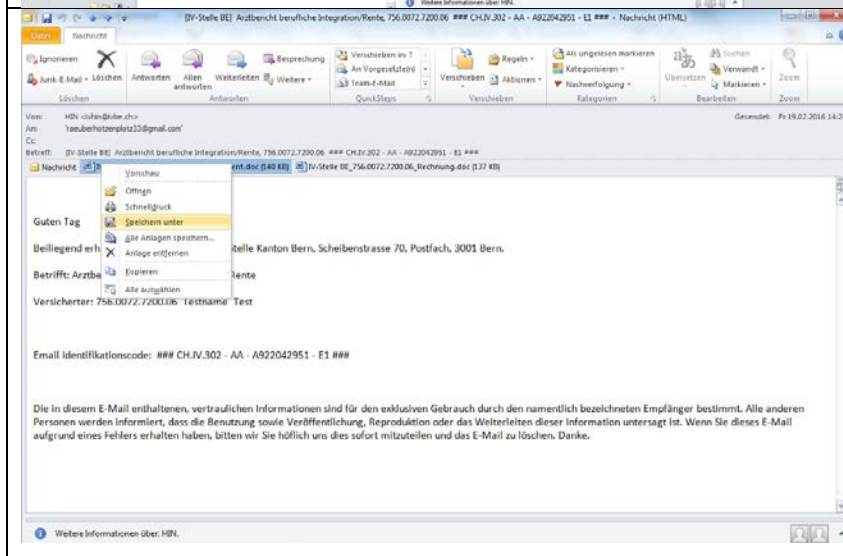 Weitere Informationen über: HIN.
[IV-Stelle BE] Arztbericht berufliche Integration/Rente, 756.0072.7200.06 ### CH.IV.302 - AA - A922042951 - E1 ### - Nachricht (HTML)
Datei Nachricht
Ignorieren
Junk-E-Mail
Löschen
Antworten
Allen antworten
Weiterleiten
Besprechung
Weitere
Verschieben in: ?
An Vorgesetzte(n)
Team-E-Mail
Verschieben
Regeln
Aktionen
Als ungelesen markieren
Kategorisieren
Nachverfolgung
Übersetzen
Suchen
Verwandt
Markieren
Zoom
Löschen Antworten QuickSteps Verschieben Kategorien Bearbeiten Zoom
Von: HIN
Gesendet: Fr 19.02.2016
An: 'raeuberhotzenplotz33@gmail.com'
Cc:
Betreff: [IV-Stelle BE] Arztbericht berufliche Integration/Rente, 756.0072.7200.06 ### CH.IV.302 - AA - A922042951 - E1 ###
Nachricht ent.doc (140 KB) IV-Stelle BE_756.0072.7200.06_Rechnung.doc (137 KB)
Vorschau
Öffnen
Schnelldruck
Speichern unter
Alle Anlagen speichern...
Anlage entfernen
Kopieren
Alle auswählen
Guten Tag
Beiliegend erh telle Kanton Bern, Scheibenstrasse 70, Postfach, 3001 Bern.
Betrifft: Arztbe Rente
Versicherter: 756.0072.7200.06 Testname Test
Email Identifikationscode: ### CH.IV.302 - AA - A922042951 - E1 ###
Die in diesem E-Mail enthaltenen, vertraulichen Informationen sind für den exklusiven Gebrauch durch den namentlich bezeichneten Empfänger bestimmt. Alle anderen
Personen werden informiert, dass die Benutzung sowie Veröffentlichung, Reproduktion oder das Weiterleiten dieser Information untersagt ist. Wenn Sie dieses E-Mail
aufgrund eines Fehlers erhalten haben, bitten wir Sie höflich uns dies sofort mitzuteilen und das E-Mail zu löschen. Danke.
Weitere Informationen über: HIN.